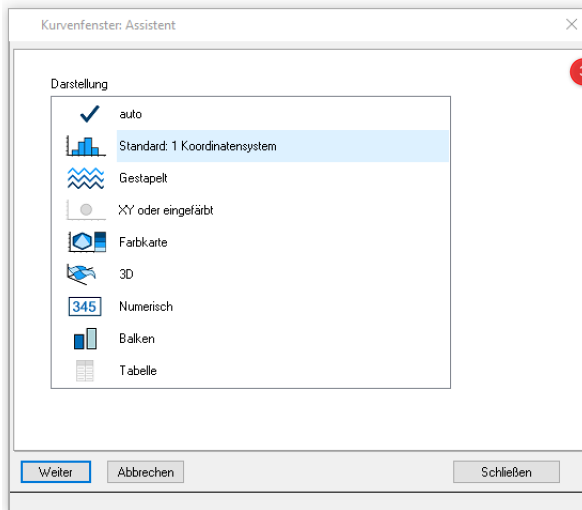 Kurvenfenster: Assistent
Darstellung
auto
Standard: 1 Koordinatensystem
Gestapelt
XY oder eingefärbt
Farbkarte
3D
345 Numerisch
Balken
Tabelle
Weiter Abbrechen Schließen